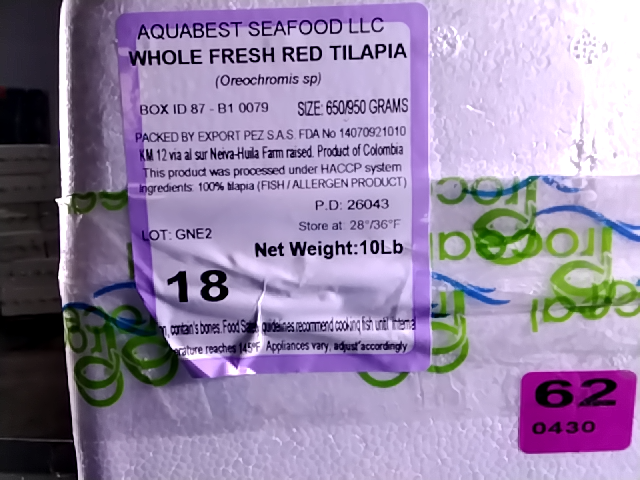 AQUABEST SEAFOOD LLC
WHOLE FRESH RED TILAPIA
(Oreochromis sp)
BOX ID 87 - B1 0079 SIZE: 650/950 GRAMS
PACKED BY EXPORT PEZ S.A.S. FDA No 14070921010
KM 12 via al sur Neiva-Huila Farm raised. Product of Colombia
This product was processed under HACCP system
Ingredients: 100% tilapia (FISH / ALLERGEN PRODUCT)
P.D: 26043
LOT: GNE2 Store at: 28°/36°F
Net Weight:10Lb
18
contain's bones. Food guidelines recommend cooking fish until internal
reaches 145°F. Appliances vary, adjust accordingly
62
0430